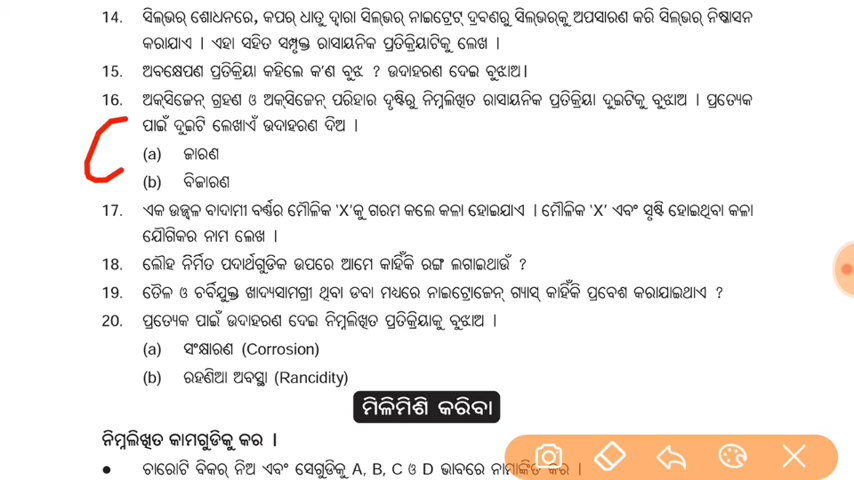 14. ସିଲଭର୍ ଶୋଧନରେ, କପର୍ ଧାତୁ ଦ୍ୱାରା ସିଲଭର୍ ନାଇଟ୍ରେଟ୍ ଦ୍ରବଣରୁ ସିଲଭର୍‌କୁ ଅପସାରଣ କରି ସିଲଭର୍ ନିଷ୍କାସନ
କରାଯାଏ । ଏହା ସହିତ ସମ୍ପୃକ୍ତ ରାସାୟନିକ ପ୍ରତିକ୍ରିୟାଟିକୁ ଲେଖ ।
15. ଅବକ୍ଷେପଣ ପ୍ରତିକ୍ରିୟା କହିଲେ କ'ଣ ବୁଝ ? ଉଦାହରଣ ଦେଇ ବୁଝାଅ।
16. ଅକ୍‌ସିଜେନ୍ ଗ୍ରହଣ ଓ ଅକ୍‌ସିଜେନ୍ ପରିହାର ଦୃଷ୍ଟିରୁ ନିମ୍ନଲିଖିତ ରାସାୟନିକ ପ୍ରତିକ୍ରିୟା ଦୁଇଟିକୁ ବୁଝାଅ । ପ୍ରତ୍ୟେକ
ପାଇଁ ଦୁଇଟି ଲେଖାଏଁ ଉଦାହରଣ ଦିଅ ।
(a) ଜାରଣ
(b) ବିଜାରଣ
17. ଏକ ଉଜ୍ଜ୍ୱଳ ବାଦାମୀ ବର୍ଣ୍ଣର ମୌଳିକ 'X'କୁ ଗରମ କଲେ କଳା ହୋଇଯାଏ । ମୌଳିକ 'X' ଏବଂ ସୃଷ୍ଟି ହୋଇଥିବା କଳା
ଯୌଗିକର ନାମ ଲେଖ ।
18. ଲୌହ ନିର୍ମିତ ପଦାର୍ଥଗୁଡିକ ଉପରେ ଆମେ କାହିଁକି ରଙ୍ଗ ଲଗାଇଥାଉଁ ?
19. ତୈଳ ଓ ଚର୍ବିଯୁକ୍ତ ଖାଦ୍ୟସାମଗ୍ରୀ ଥିବା ଡବା ମଧ୍ୟରେ ନାଇଟ୍ରୋଜେନ୍ ଗ୍ୟାସ୍ କାହିଁକି ପ୍ରବେଶ କରାଯାଇଥାଏ ?
20. ପ୍ରତ୍ୟେକ ପାଇଁ ଉଦାହରଣ ଦେଇ ନିମ୍ନଲିଖିତ ପ୍ରତିକ୍ରିୟାକୁ ବୁଝାଅ ।
(a) ସଂକ୍ଷାରଣ (Corrosion)
(b) ରହଣିଆ ଅବସ୍ଥା (Rancidity)
ମିଳିମିଶି କରିବା
ନିମ୍ନଲିଖିତ କାମଗୁଡିକୁ କର ।
• ଚାରୋଟି ବିକର୍ ନିଅ ଏବଂ ସେଗୁଡିକୁ A, B, C ଓ D ଭାବରେ ନାମାଙ୍କିତ କର ।